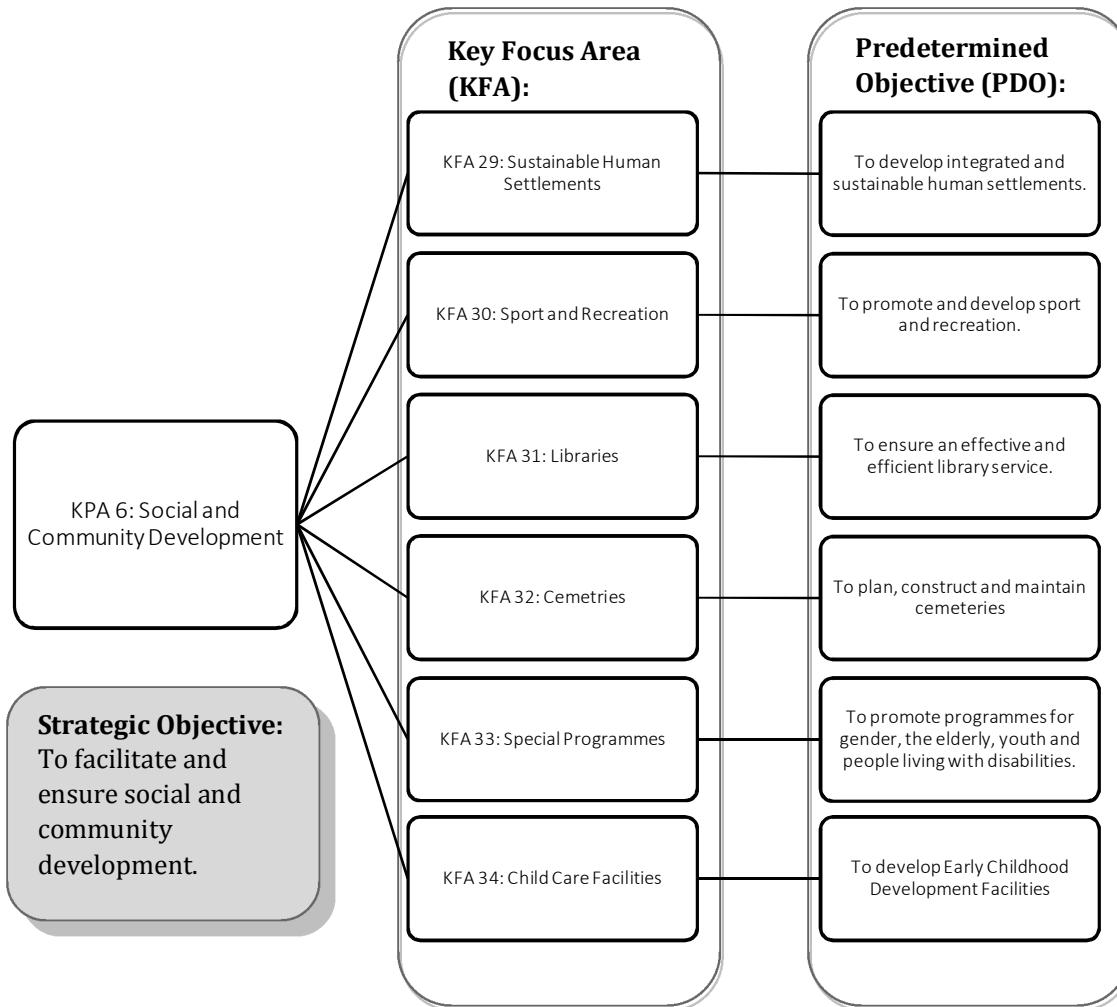 Key Focus Area
(KFA):
Predetermined
Objective (PDO):
KFA 29: Sustainable Human
Settlements
To develop integrated and
sustainable human settlements.
KFA 30: Sport and Recreation
To promote and develop sport
and recreation.
KFA 31: Libraries
To ensure an effective and
efficient library service.
KPA 6: Social and
Community Development
KFA 32: Cemetries
To plan, construct and maintain
cemeteries
Strategic Objective:
To facilitate and
ensure social and
community
development.
KFA 33: Special Programmes
To promote programmes for
gender, the elderly, youth and
people living with disabilities.
KFA 34: Child Care Facilities
To develop Early Childhood
Development Facilities